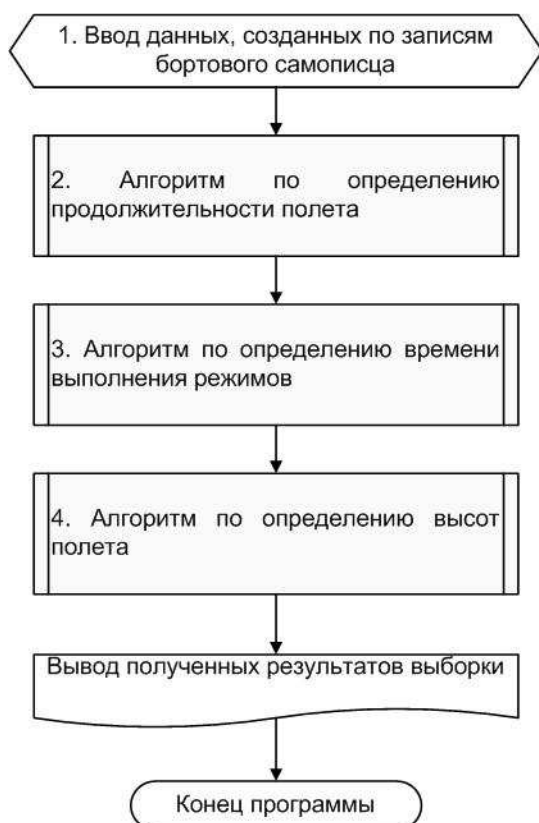 1. Ввод данных, созданных по записям
бортового самописца
2. Алгоритм по определению
продолжительности полета
3. Алгоритм по определению времени
выполнения режимов
4. Алгоритм по определению высот
полета
Вывод полученных результатов выборки
Конец программы